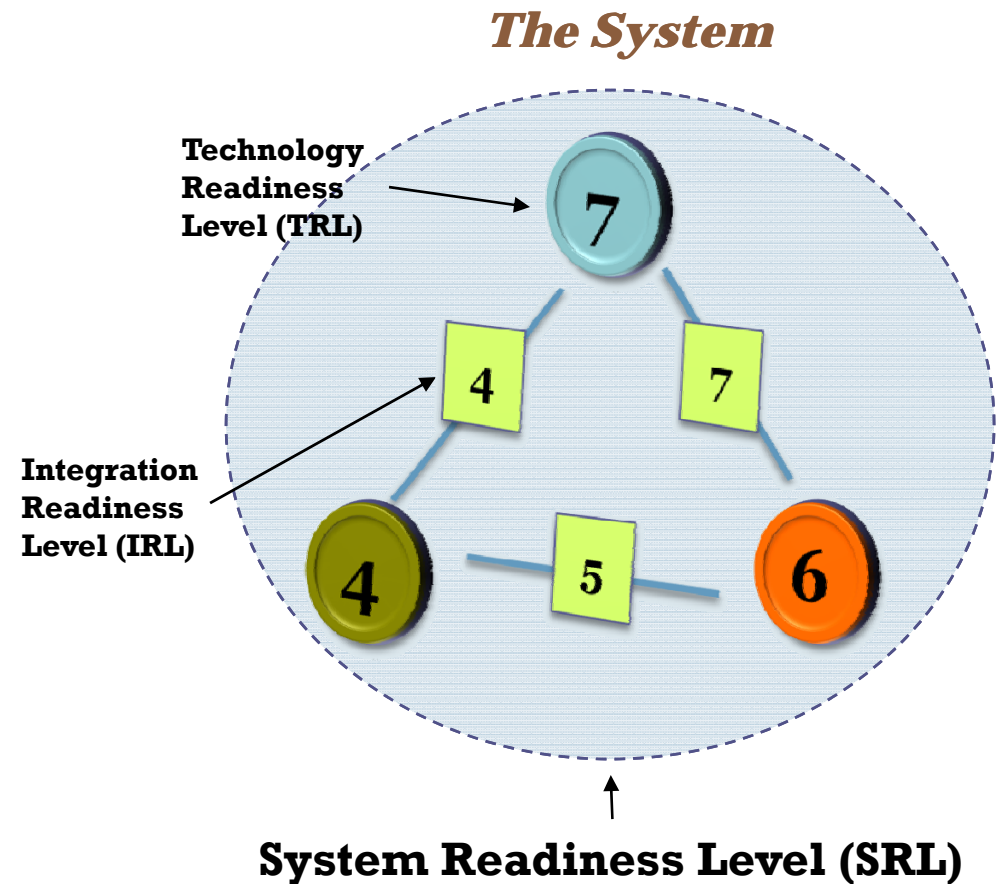 The System
Technology
Readiness
Level (TRL)
7
4
7
Integration
Readiness
Level (IRL)
4
5
6
System Readiness Level (SRL)